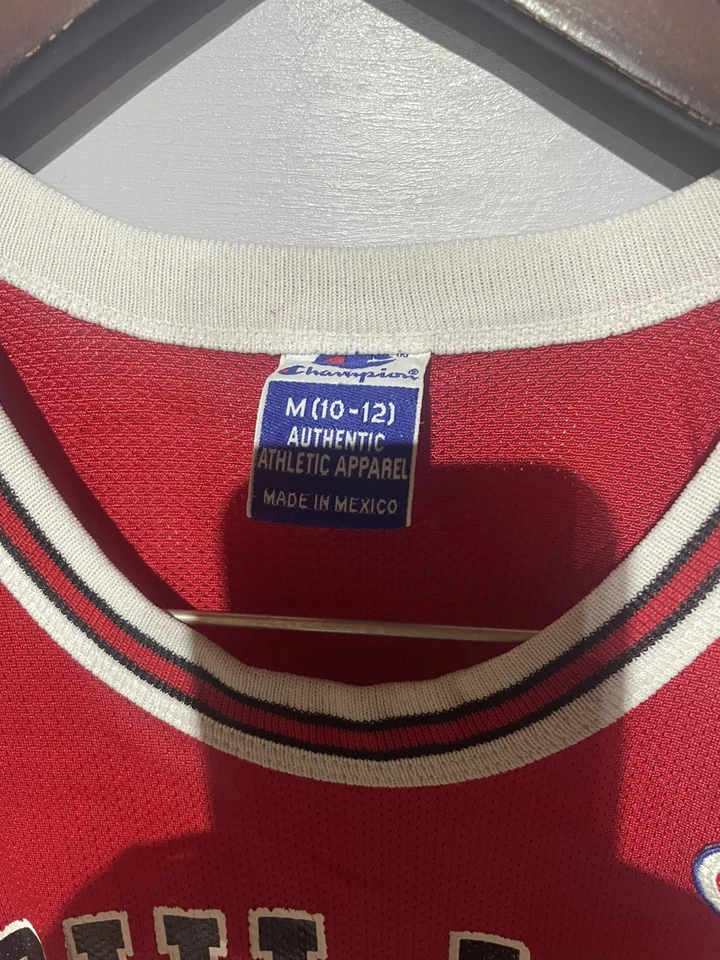 Champion®
M (10-12)
AUTHENTIC
ATHLETIC APPAREL
MADE IN MEXICO